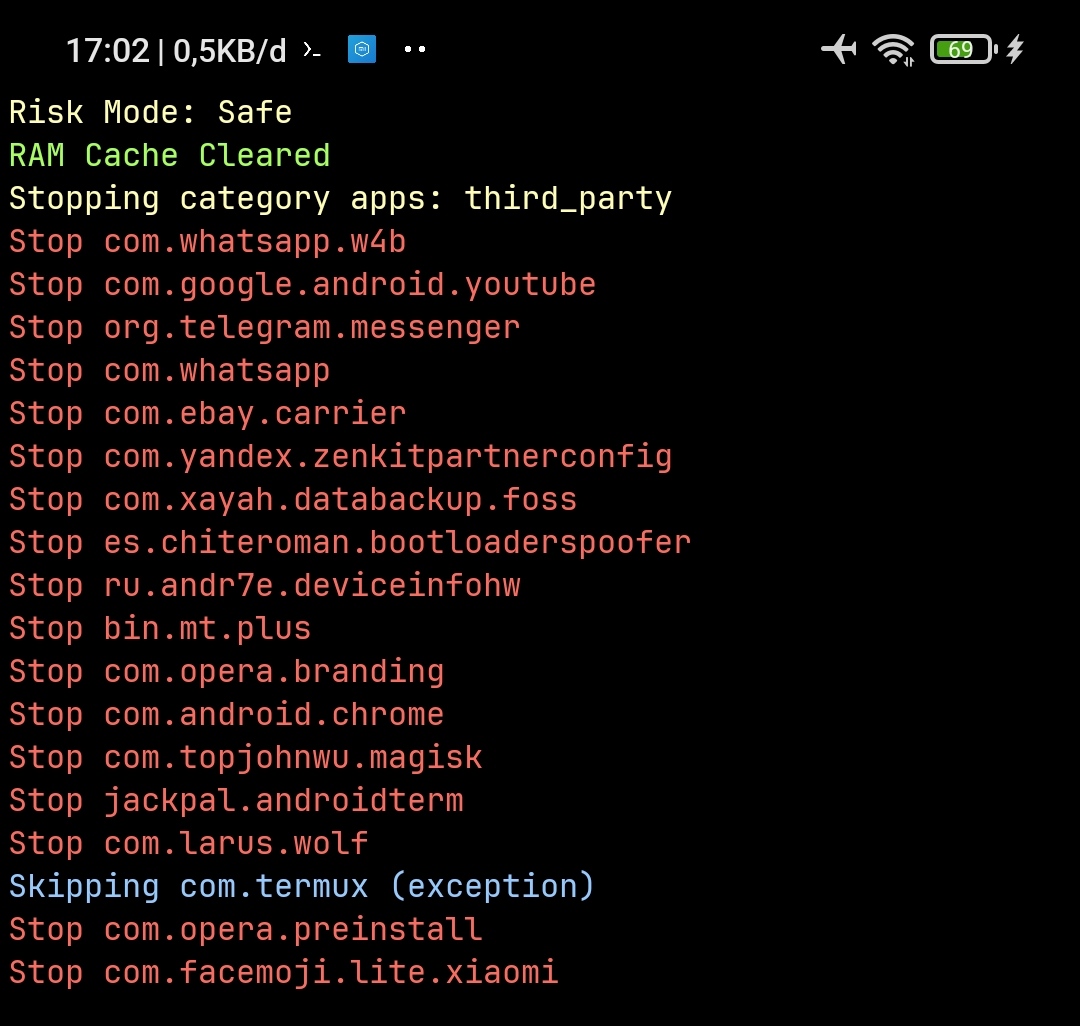 17:02 | 0,5KB/d
69
Risk Mode: Safe
RAM Cache Cleared
Stopping category apps: third_party
Stop com.whatsapp.w4b
Stop com.google.android.youtube
Stop org.telegram.messenger
Stop com.whatsapp
Stop com.ebay.carrier
Stop com.yandex.zenkitpartnerconfig
Stop com.xayah.databackup.foss
Stop es.chiteroman.bootloaderspoofer
Stop ru.andr7e.deviceinfohw
Stop bin.mt.plus
Stop com.opera.branding
Stop com.android.chrome
Stop com.topjohnwu.magisk
Stop jackpal.androidterm
Stop com.larus.wolf
Skipping com.termux (exception)
Stop com.opera.preinstall
Stop com.facemoji.lite.xiaomi